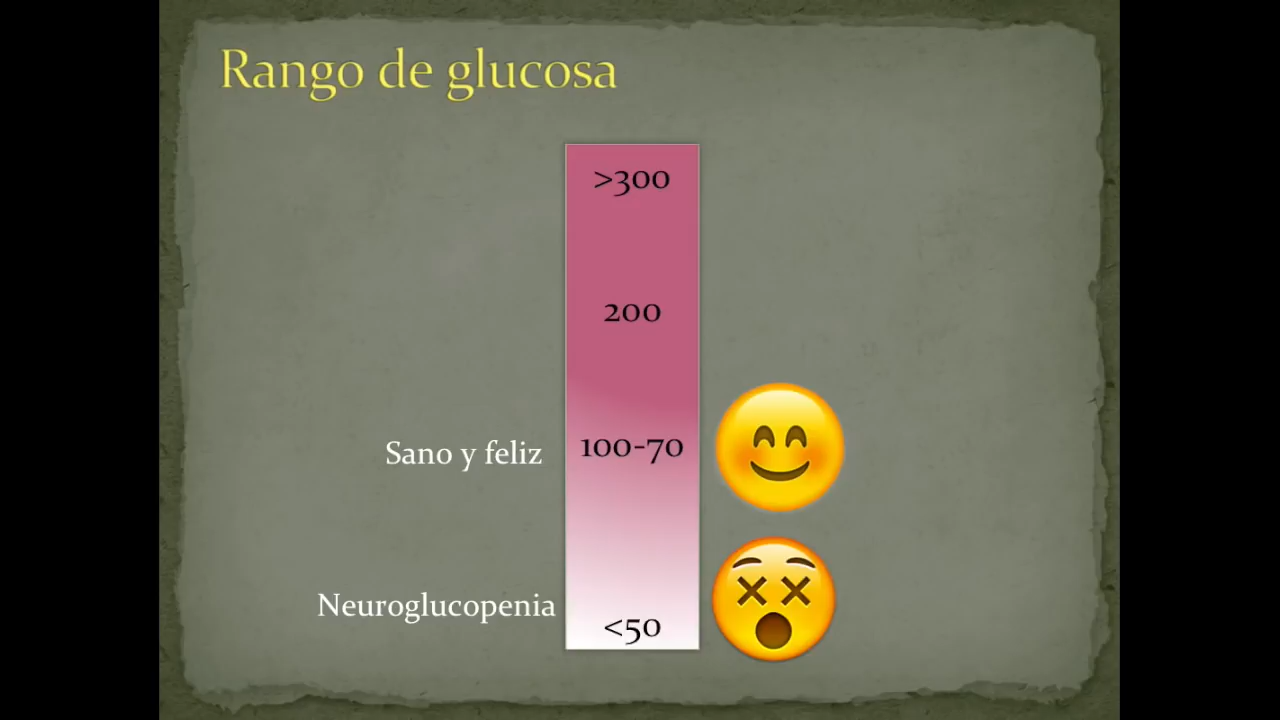 Rango de glucosa
>300
200
Sano y feliz 100-70
Neuroglucopenia
<50